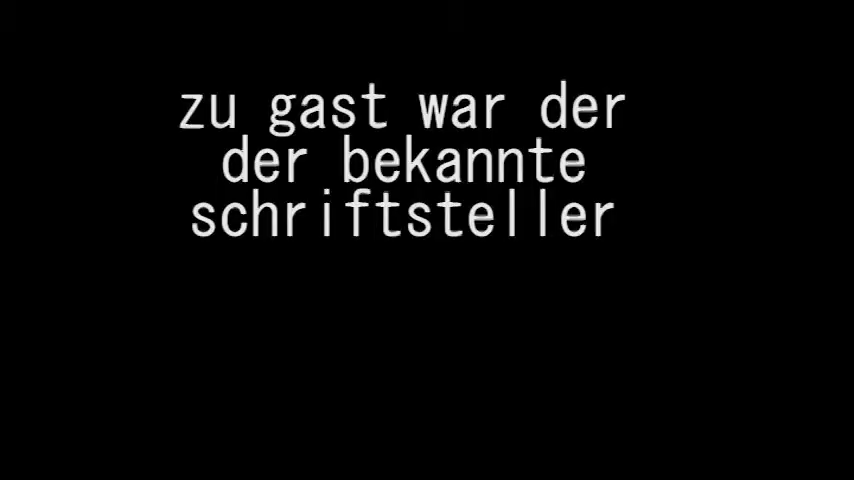 zu gast war der
der bekannte
schriftsteller